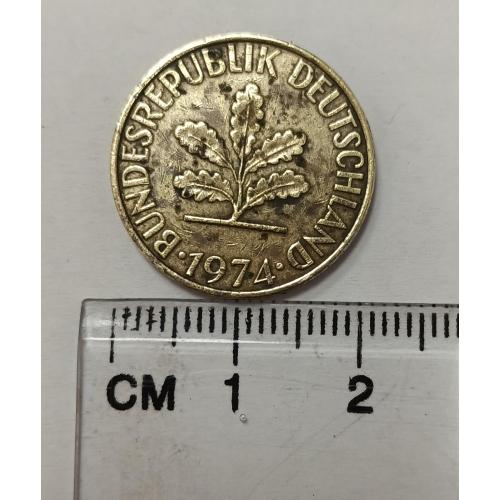 BUNDESREPUBLIK DEUTSCHLAND
· 1974 ·
CM 1 2